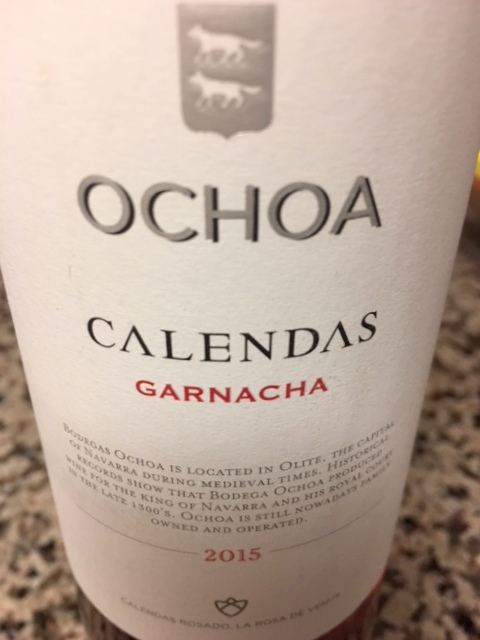 OCHOA
CALENDAS
GARNACHA
BODEGAS OCHOA IS LOCATED IN OLITE, THE CAPITAL
OF NAVARRA DURING MEDIEVAL TIMES. HISTORICAL
RECORDS SHOW THAT BODEGA OCHOA PRODUCED
WINE FOR THE KING OF NAVARRA AND HIS ROYAL COURT
IN THE LATE 1300'S. OCHOA IS STILL NOWADAYS FAMILY
OWNED AND OPERATED.
2015
CALENDAS ROSADO, LA ROSA DE VENUS